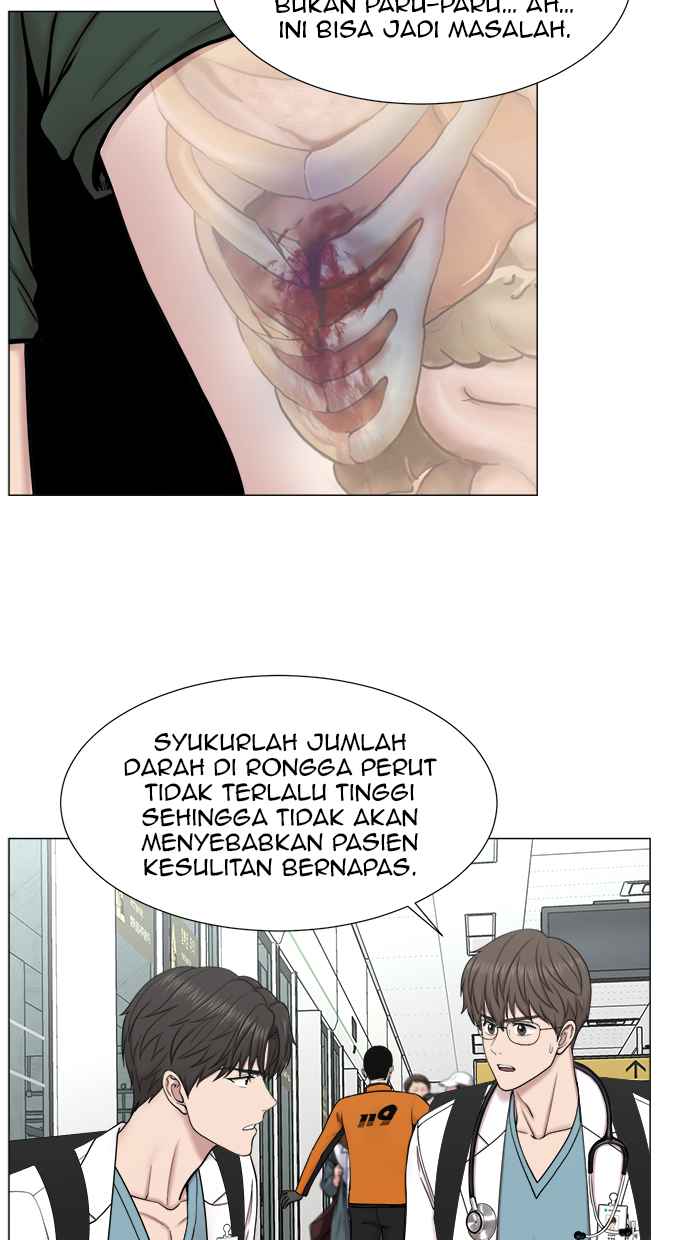 BUKAN PARU-PARU... AH...
INI BISA JADI MASALAH.
SYUKURLAH JUMLAH
DARAH DI RONGGA PERUT
TIDAK TERLALU TINGGI
SEHINGGA TIDAK AKAN
MENYEBABKAN PASIEN
KESULITAN BERNAPAS.
119